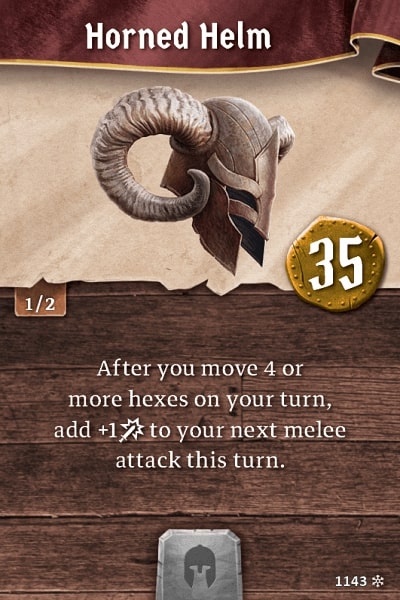 Horned Helm
35
1/2
After you move 4 or
more hexes on your turn,
add +1 to your next melee
attack this turn.
1143